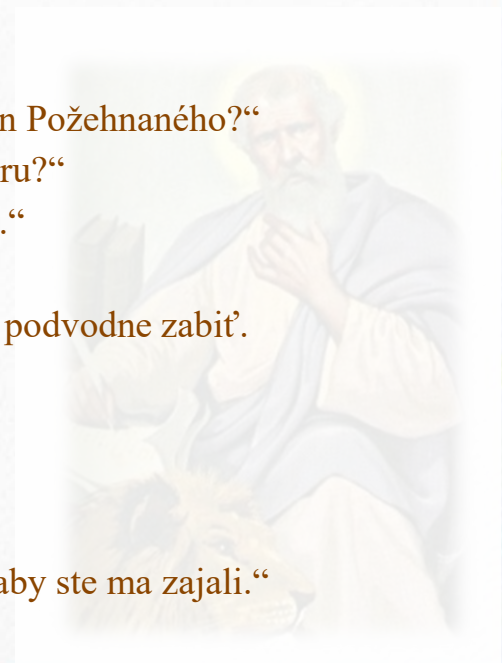 n Požehnaného?“
ru?“
.“
podvodne zabiť.
aby ste ma zajali.“